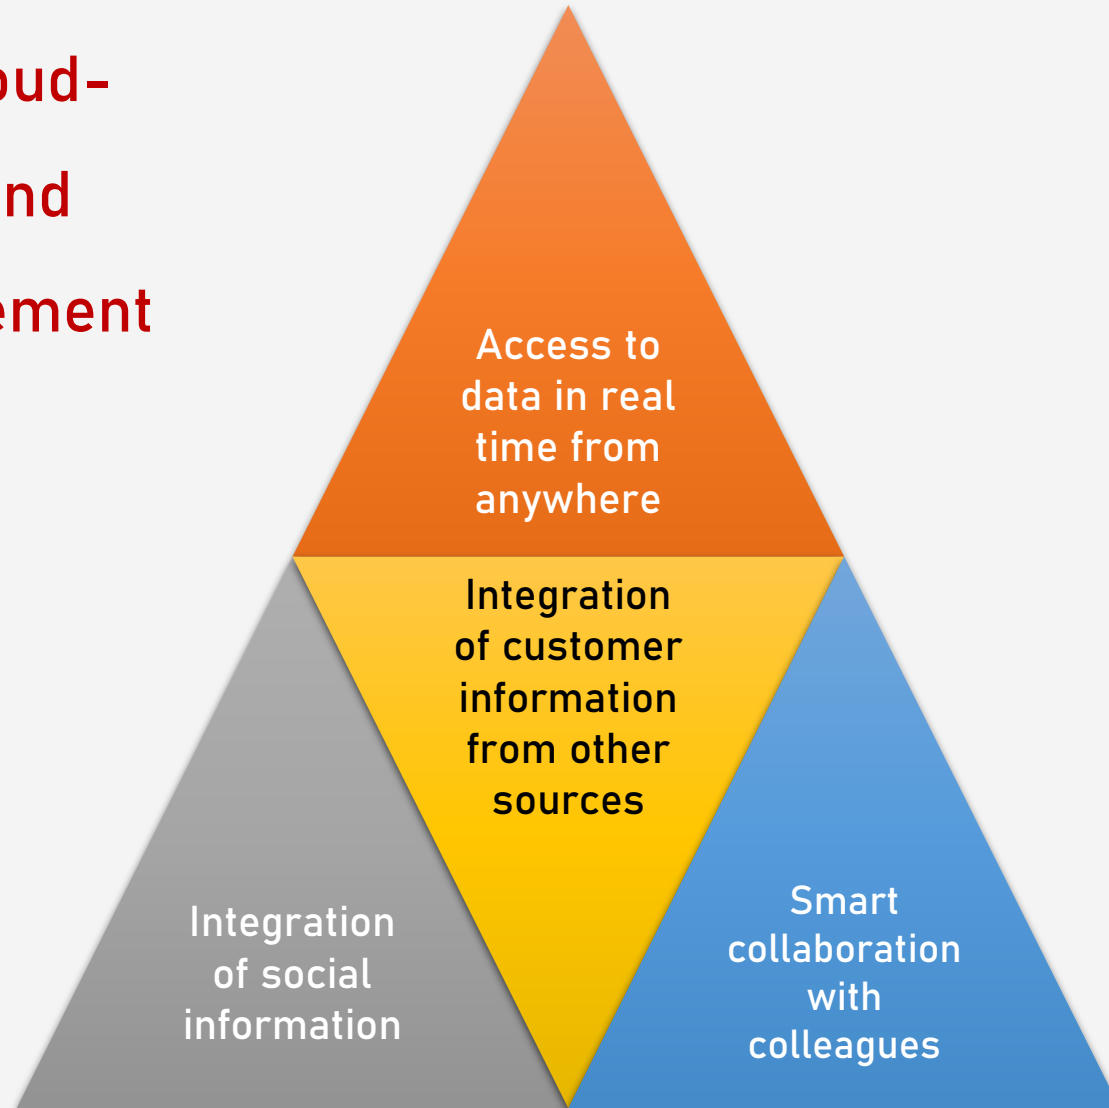 oud-
nd
ement
Access to
data in real
time from
anywhere
Integration
of customer
information
from other
sources
Integration
of social
information
Smart
collaboration
with
colleagues